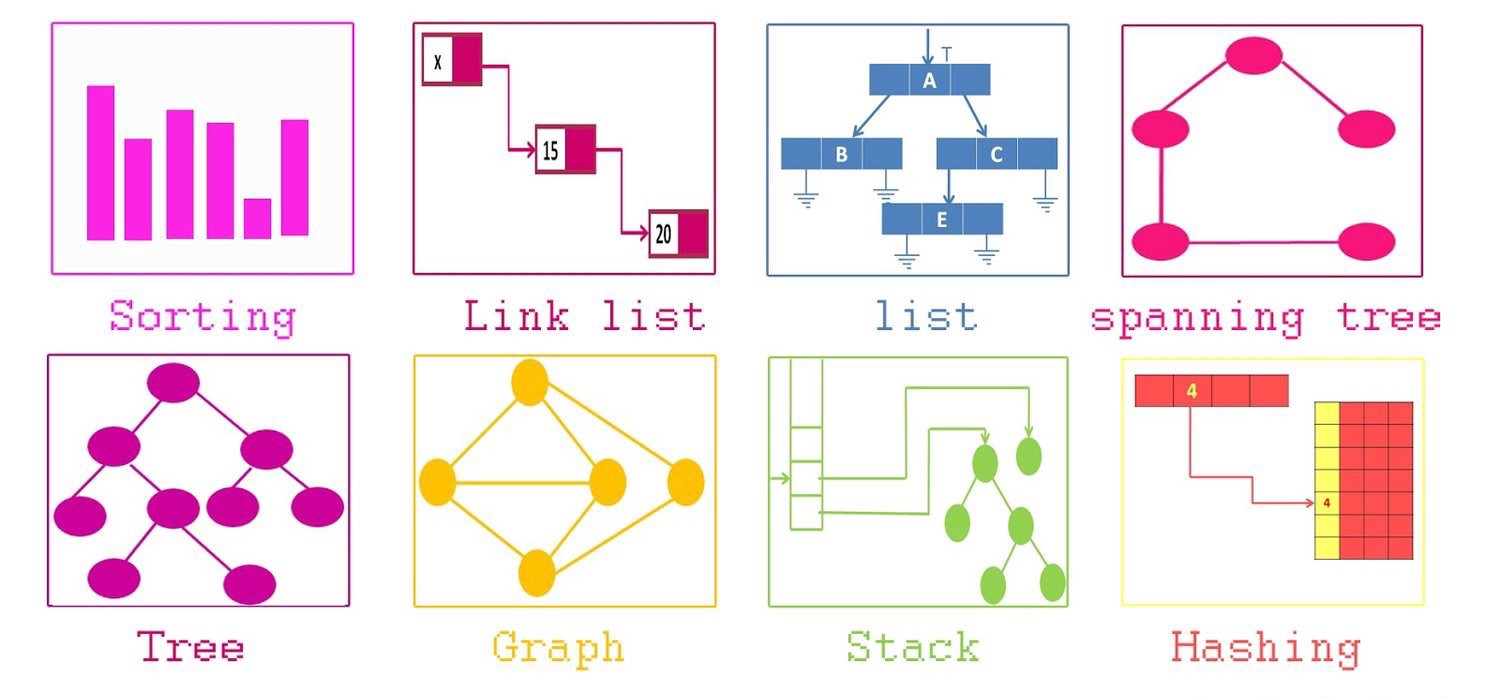 x
15
20
T
A
B
C
E
Sorting
Link list
list
spanning tree
4
4
Tree
Graph
Stack
Hashing